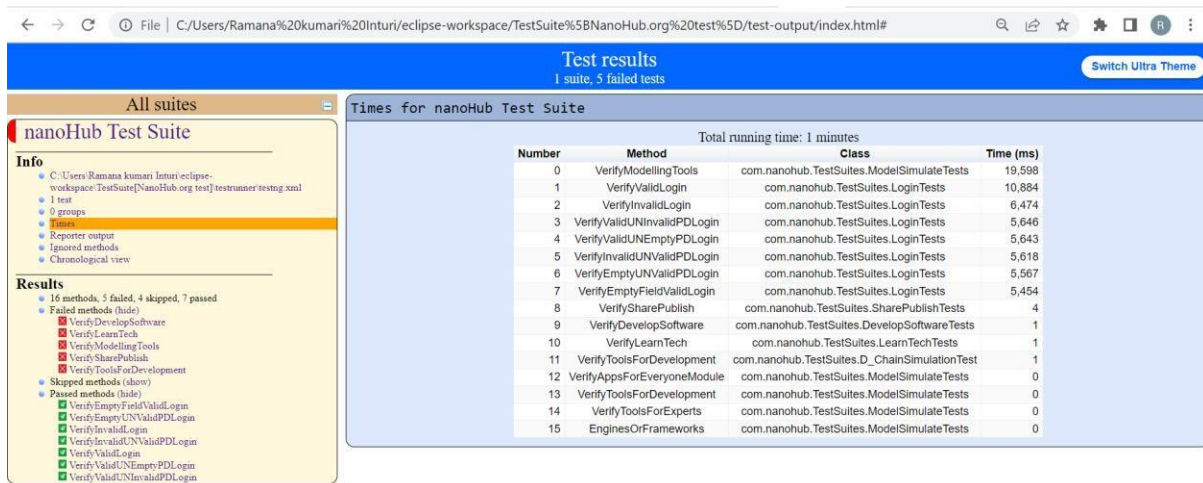 File | C:/Users/Ramana%20kumari%20Inturi/eclipse-workspace/TestSuite%5BNanoHub.org%20test%5D/test-output/index.html#
R
Test results
1 suite, 5 failed tests
Switch Ultra Theme
All suites
nanoHub Test Suite
Info
C:\Users\Ramana kumari Inturi\eclipse-
workspace\TestSuite[NanoHub.org test]\testrunner\testng.xml
1 test
0 groups
Times
Reporter output
Ignored methods
Chronological view
Results
16 methods, 5 failed, 4 skipped, 7 passed
Failed methods (hide)
VerifyDevelopSoftware
VerifyLearnTech
VerifyModellingTools
VerifySharePublish
VerifyToolsForDevelopment
Skipped methods (show)
Passed methods (hide)
VerifyEmptyFieldValidLogin
VerifyEmptyUNValidPDLogin
VerifyInvalidLogin
VerifyInvalidUNValidPDLogin
VerifyValidLogin
VerifyValidUNEmptyPDLogin
VerifyValidUNInvalidPDLogin
Times for nanoHub Test Suite
Total running time: 1 minutes
Number Method Class Time (ms)
0 VerifyModellingTools com.nanohub.TestSuites.ModelSimulateTests 19,598
1 VerifyValidLogin com.nanohub.TestSuites.LoginTests 10,884
2 VerifyInvalidLogin com.nanohub.TestSuites.LoginTests 6,474
3 VerifyValidUNInvalidPDLogin com.nanohub.TestSuites.LoginTests 5,646
4 VerifyValidUNEmptyPDLogin com.nanohub.TestSuites.LoginTests 5,643
5 VerifyInvalidUNValidPDLogin com.nanohub.TestSuites.LoginTests 5,618
6 VerifyEmptyUNValidPDLogin com.nanohub.TestSuites.LoginTests 5,567
7 VerifyEmptyFieldValidLogin com.nanohub.TestSuites.LoginTests 5,454
8 VerifySharePublish com.nanohub.TestSuites.SharePublishTests 4
9 VerifyDevelopSoftware com.nanohub.TestSuites.DevelopSoftwareTests 1
10 VerifyLearnTech com.nanohub.TestSuites.LearnTechTests 1
11 VerifyToolsForDevelopment com.nanohub.TestSuites.D_ChainSimulationTest 1
12 VerifyAppsForEveryoneModule com.nanohub.TestSuites.ModelSimulateTests 0
13 VerifyToolsForDevelopment com.nanohub.TestSuites.ModelSimulateTests 0
14 VerifyToolsForExperts com.nanohub.TestSuites.ModelSimulateTests 0
15 EnginesOrFrameworks com.nanohub.TestSuites.ModelSimulateTests 0